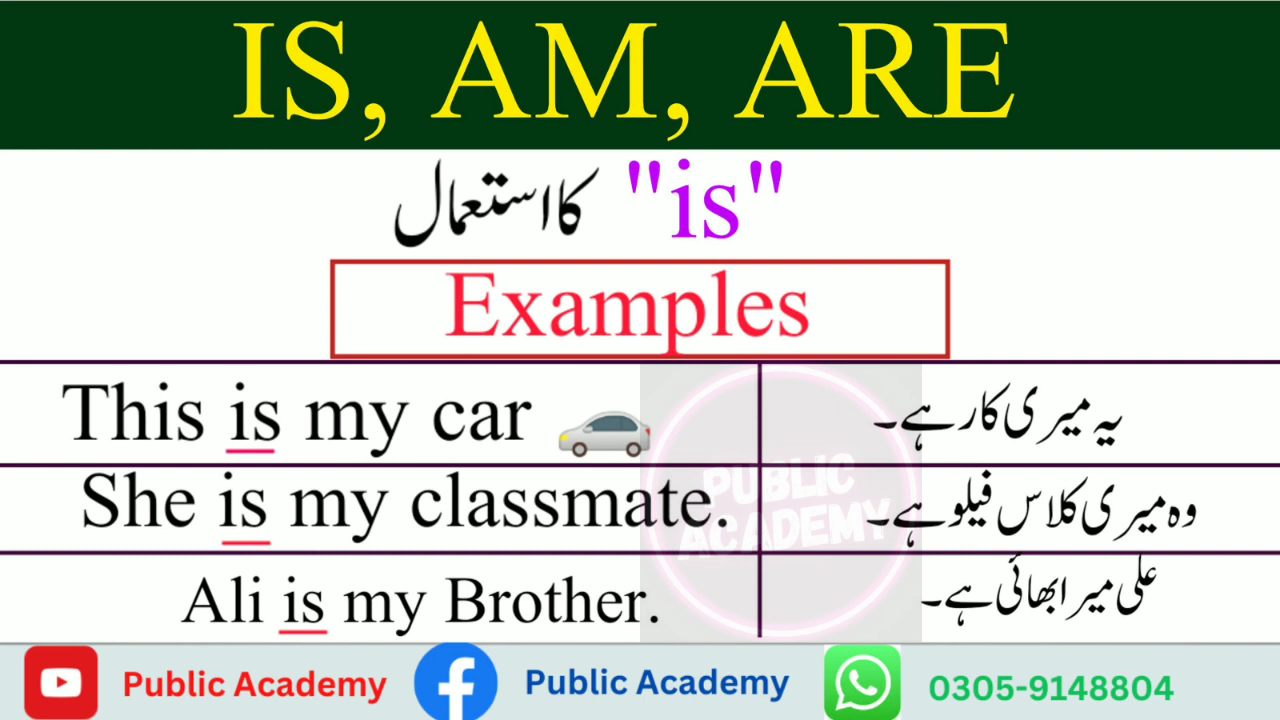 IS, AM, ARE
"is" کا استعمال
Examples
This is my car
یہ میری کار ہے۔
She is my classmate.
وہ میری کلاس فیلو ہے۔
Ali is my Brother.
علی میرا بھائی ہے۔
PUBLIC
ACADEMY
Public Academy
Public Academy
0305-9148804